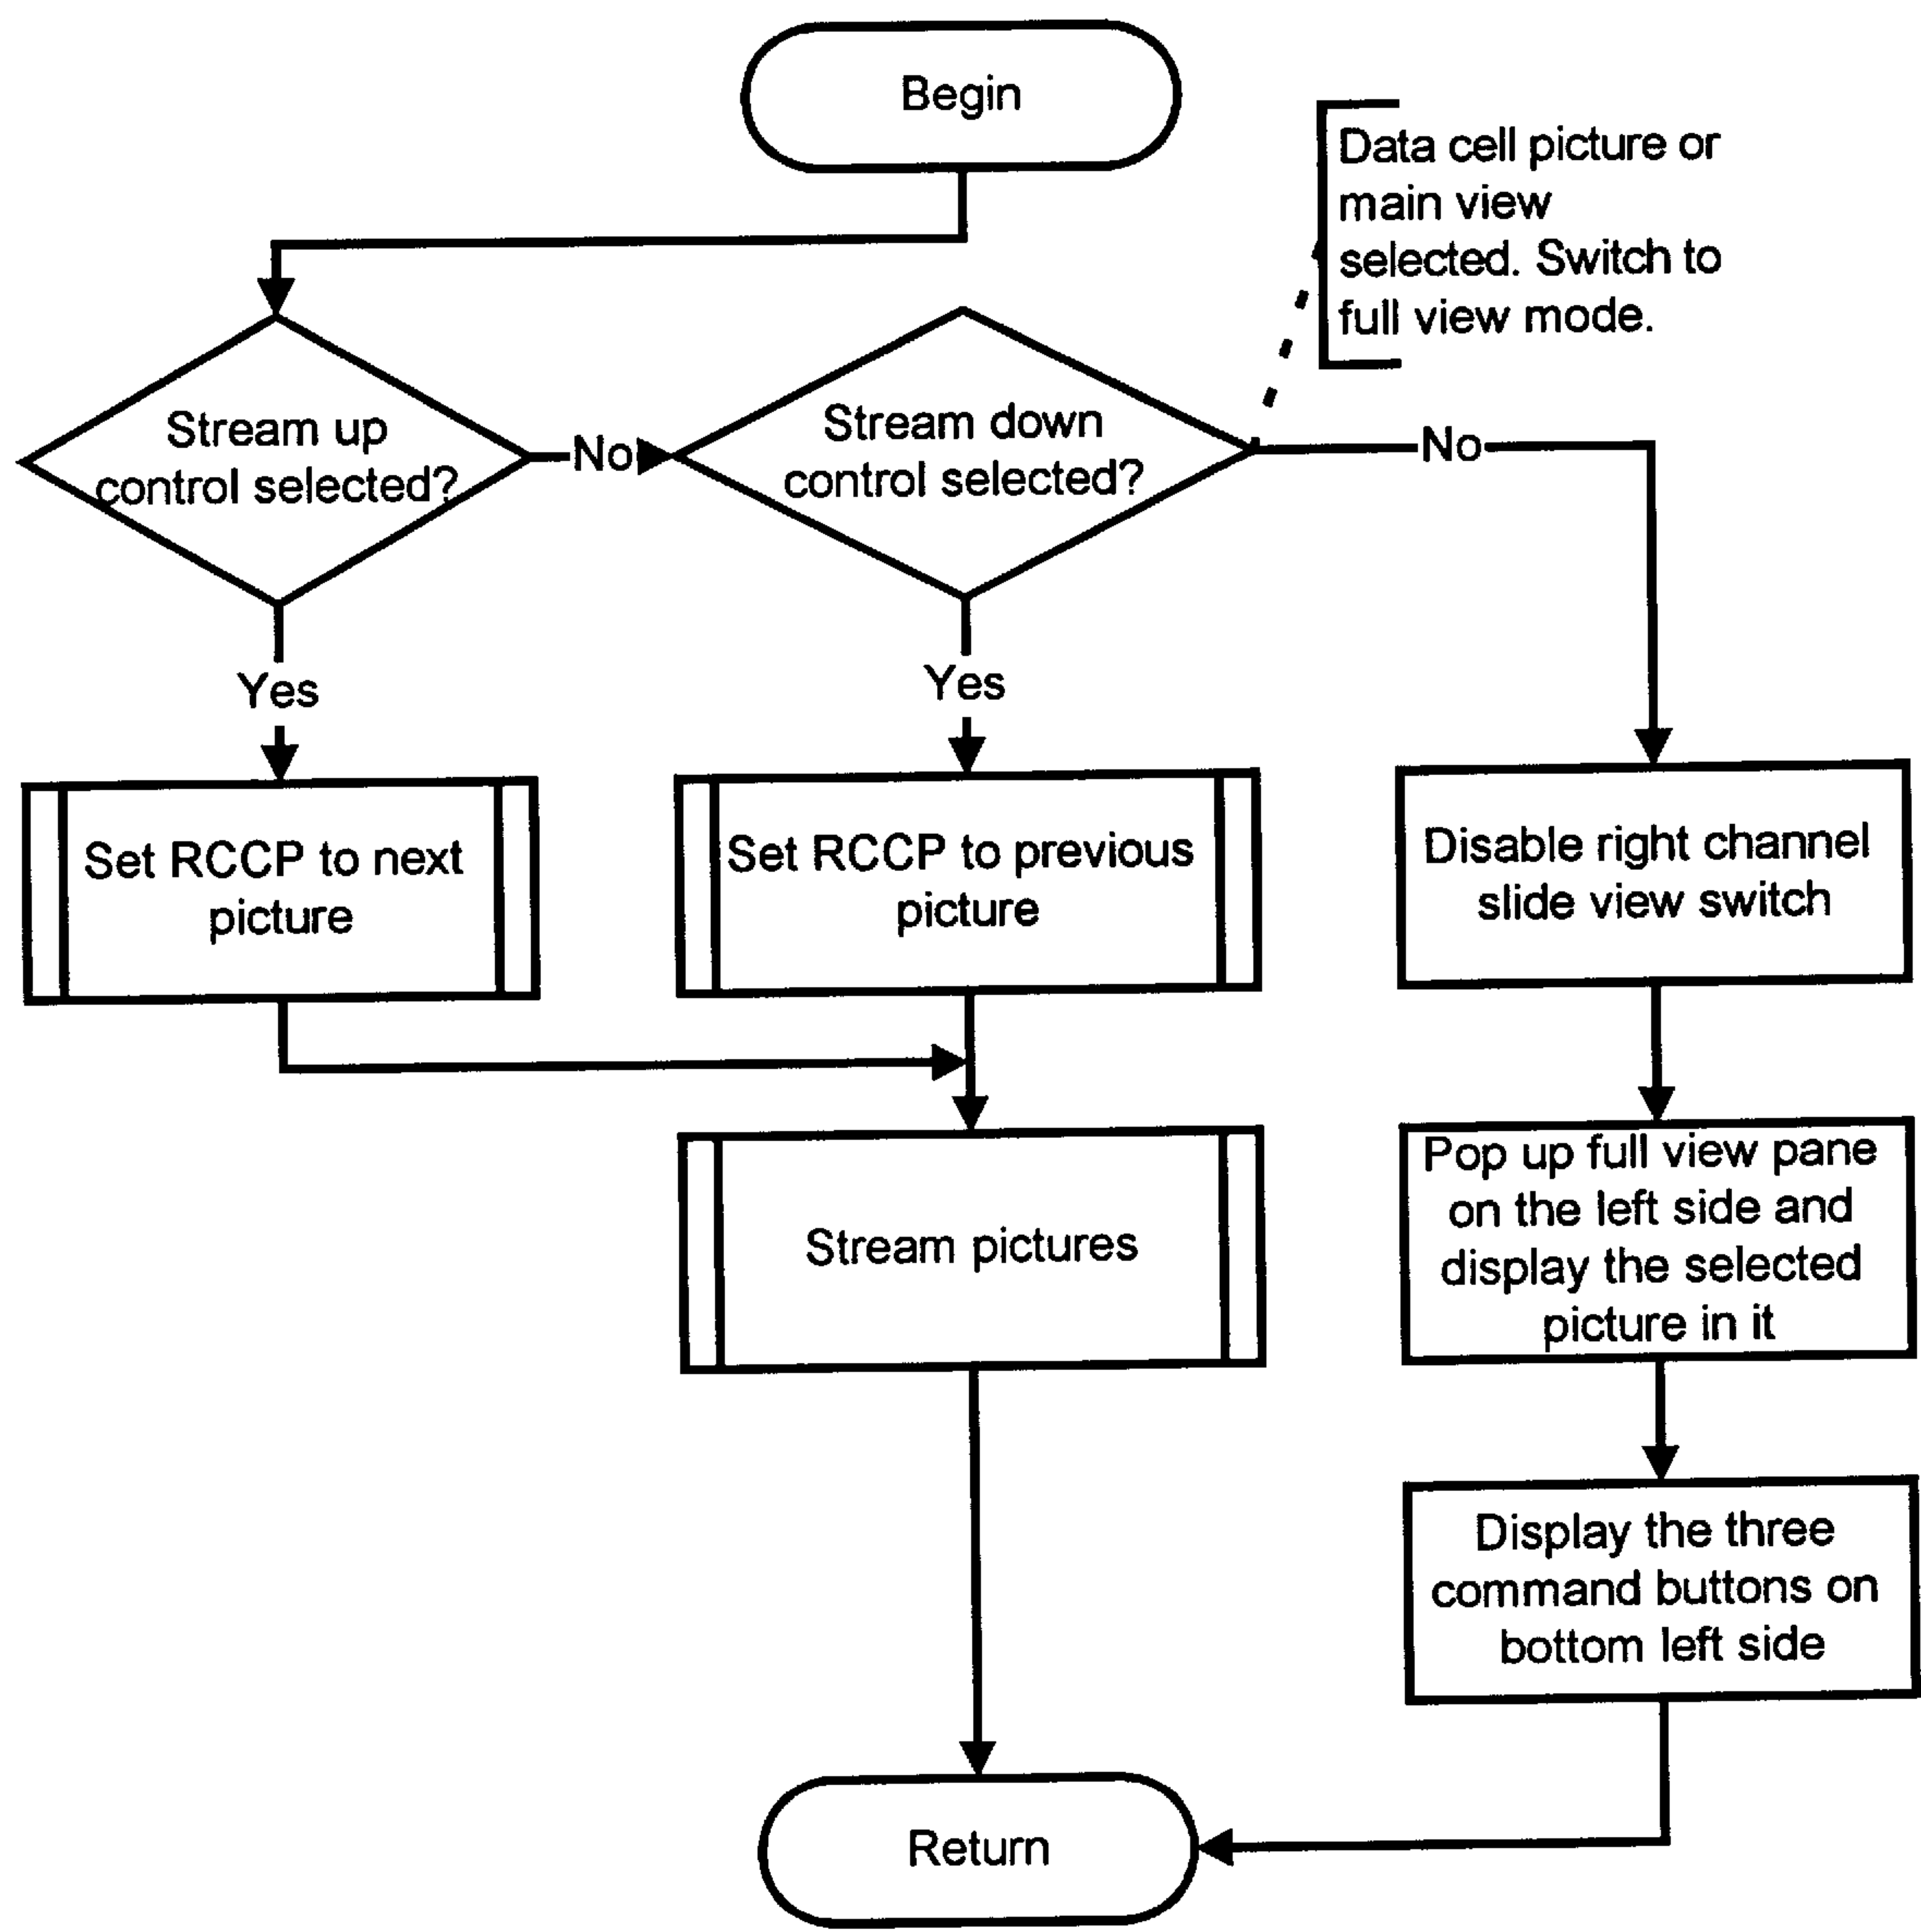 Begin
Data cell picture or
main view
selected. Switch to
full view mode.
Stream up
control selected?
No
Stream down
control selected?
No
Yes
Yes
Set RCCP to next
picture
Set RCCP to previous
picture
Disable right channel
slide view switch
Stream pictures
Pop up full view pane
on the left side and
display the selected
picture in it
Display the three
command buttons on
bottom left side
Return